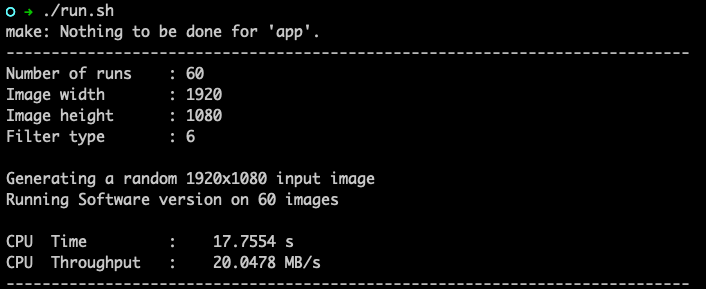 ○ → ./run.sh
make: Nothing to be done for 'app'.
----------------------------------------------------------------------------
Number of runs    : 60
Image width       : 1920
Image height      : 1080
Filter type       : 6
Generating a random 1920x1080 input image
Running Software version on 60 images
CPU  Time         :    17.7554 s
CPU  Throughput   :    20.0478 MB/s
----------------------------------------------------------------------------